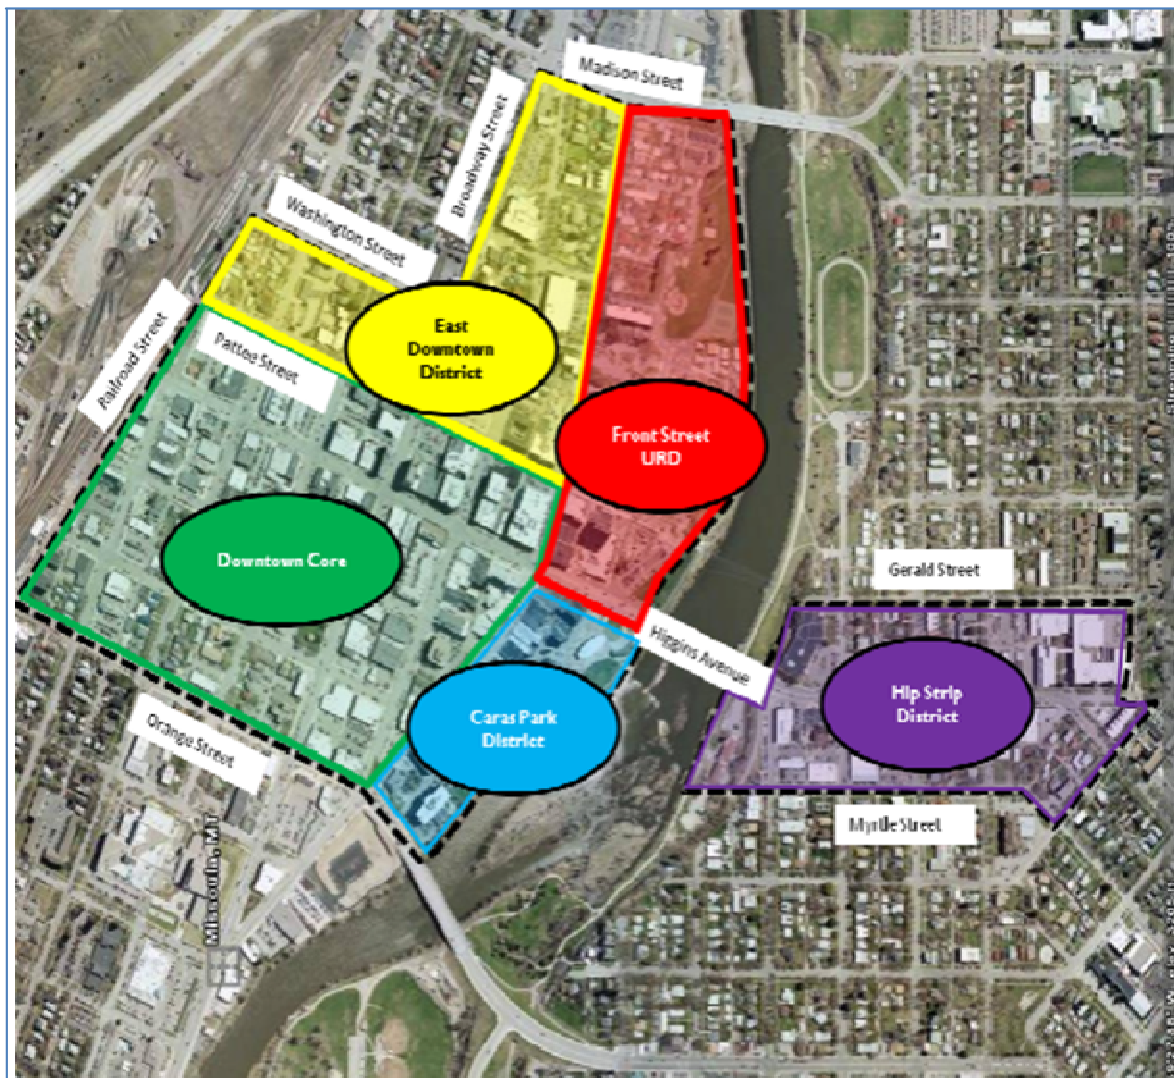 Madison Street
Broadway Street
Washington Street
Railroad Street
Pattee Street
East
Downtown
District
Front Street
URD
Downtown Core
Gerald Street
Higgins Avenue
Hip Strip
District
Caras Park
District
Orange Street
Myrtle Street
Missoula, MT